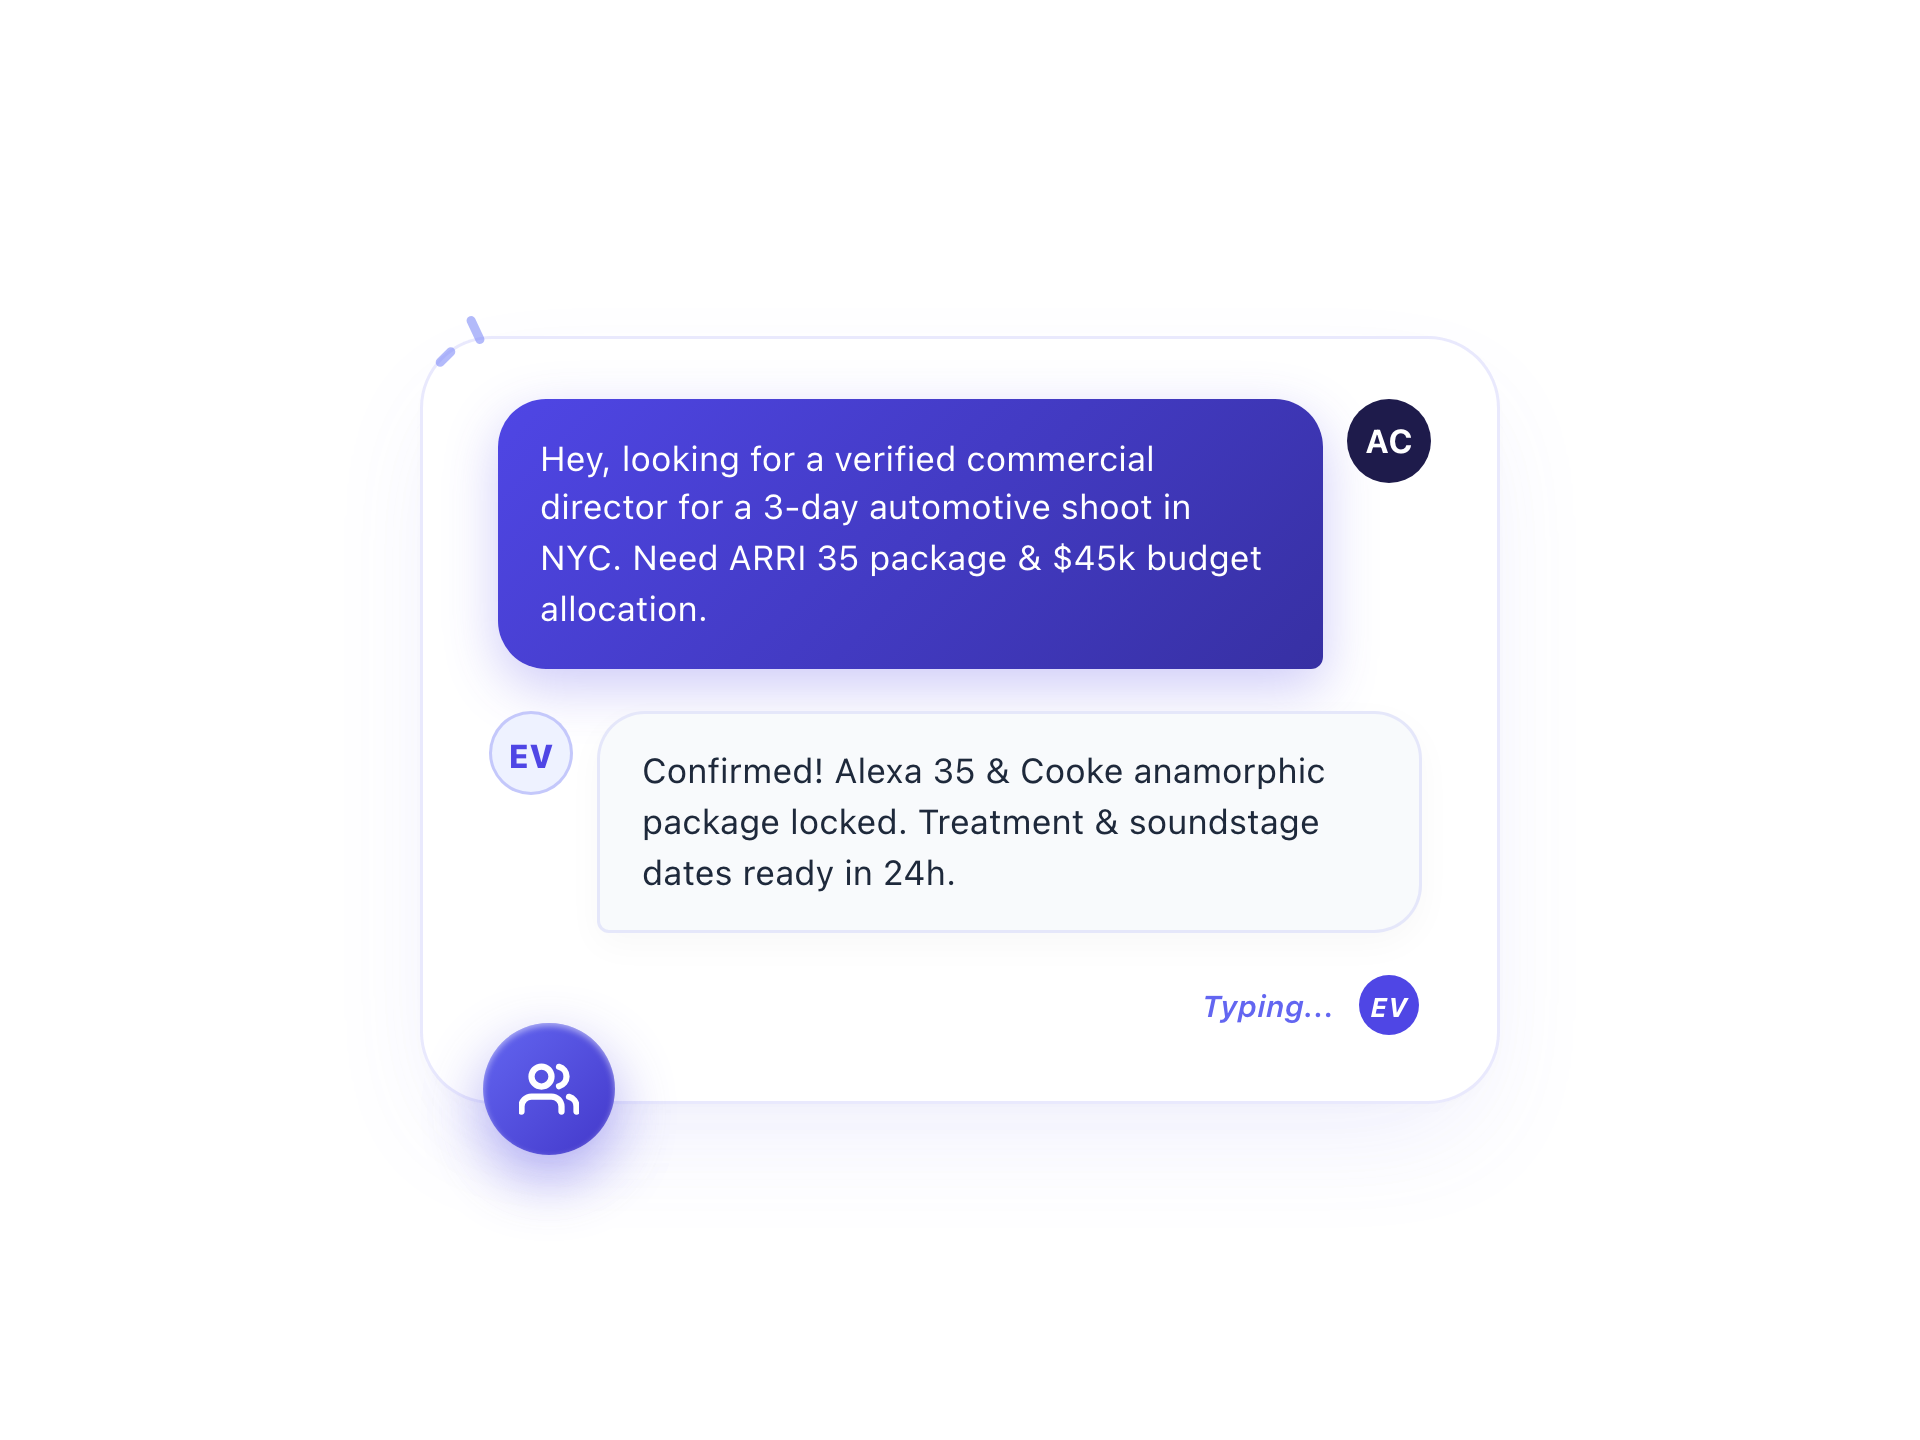 Hey, looking for a verified commercial
director for a 3-day automotive shoot in
NYC. Need ARRI 35 package & $45k budget
allocation.
AC
EV
Confirmed! Alexa 35 & Cooke anamorphic
package locked. Treatment & soundstage
dates ready in 24h.
Typing...
EV